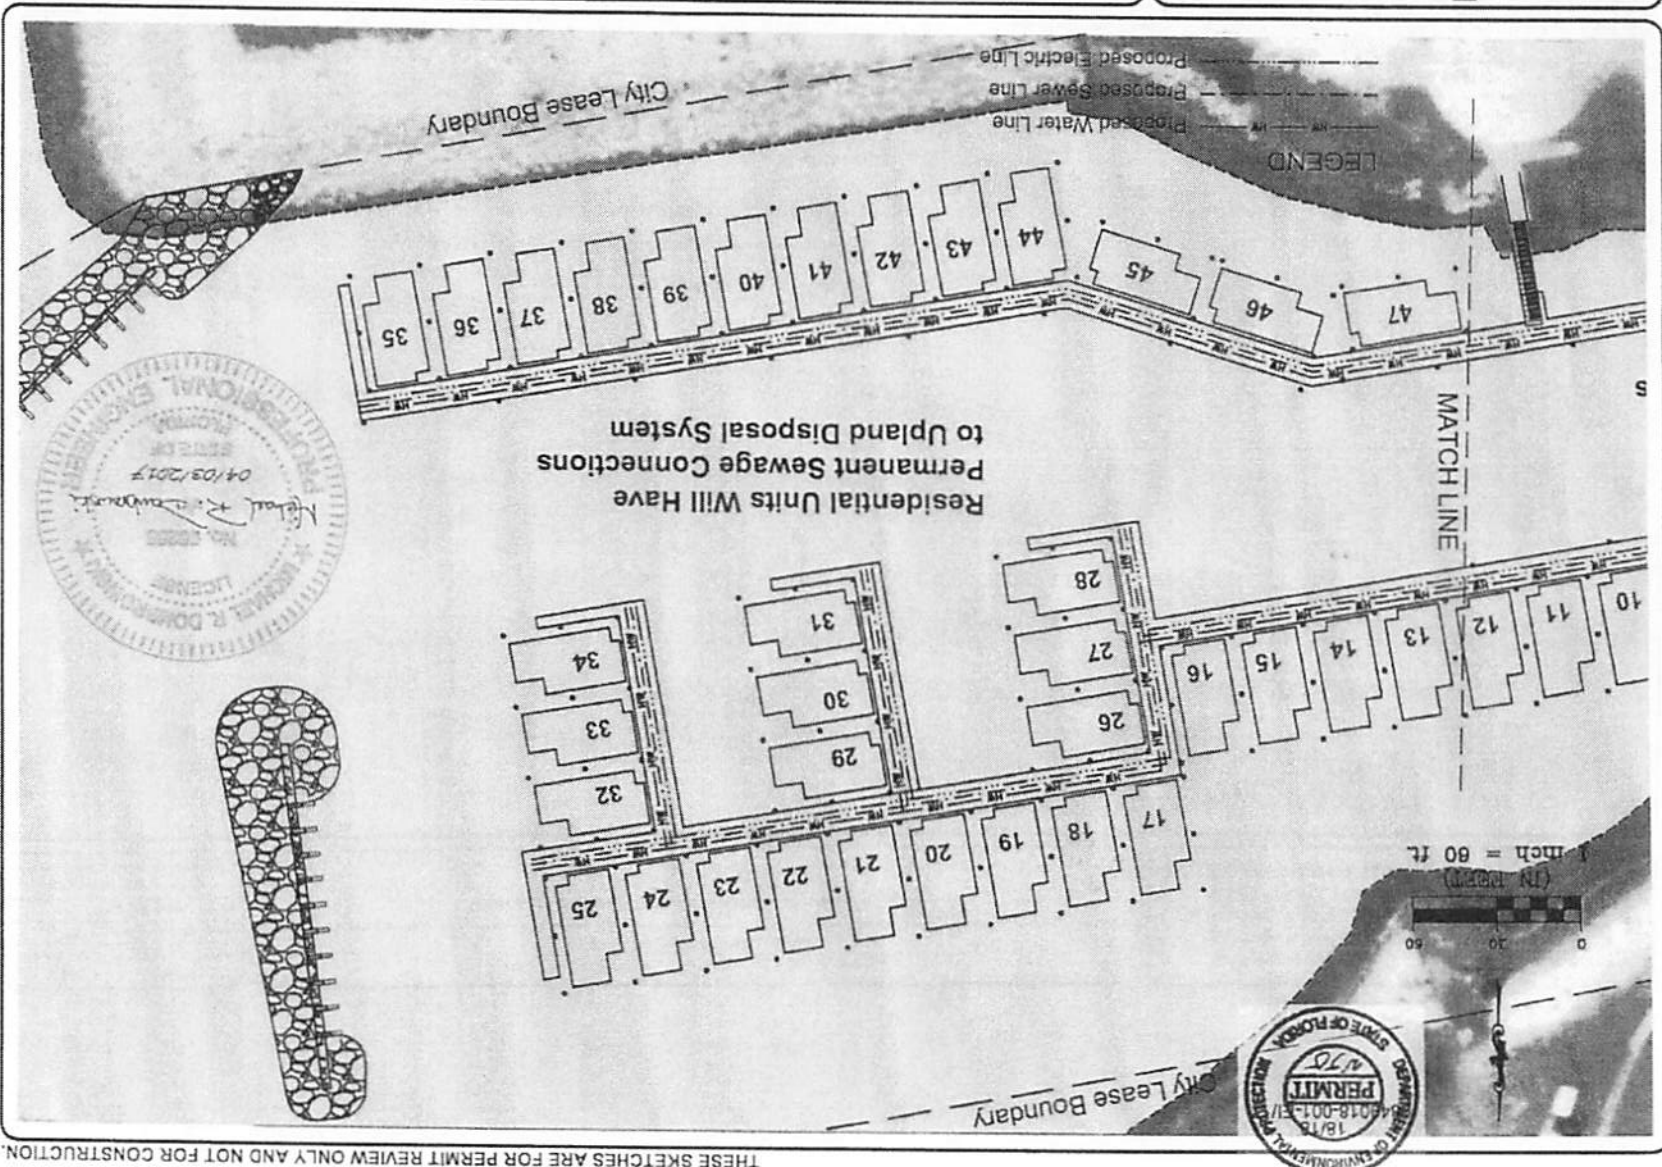 THESE SKETCHES ARE FOR PERMIT REVIEW ONLY AND NOT FOR CONSTRUCTION.
DEPARTMENT OF ENVIRONMENTAL PROTECTION
PERMIT
STATE OF FLORIDA
City Lease Boundary
0 30 60
(IN FEET)
1 inch = 60 ft.
17 18 19 20 21 22 23 24 25
26 29 32
27 30 33
28 31 34
10 11 12 13 14 15 16
MATCH LINE
Residential Units Will Have
Permanent Sewage Connections
to Upland Disposal System
S
MICHAEL R. DOMBROWSKI
LICENSE
04/03/2017
STATE OF
FLORIDA
PROFESSIONAL ENGINEER
47 46 45 44 43 42 41 40 39 38 37 36 35
HW
LEGEND
HW HW Proposed Water Line
Proposed Sewer Line
Proposed Electric Line
City Lease Boundary